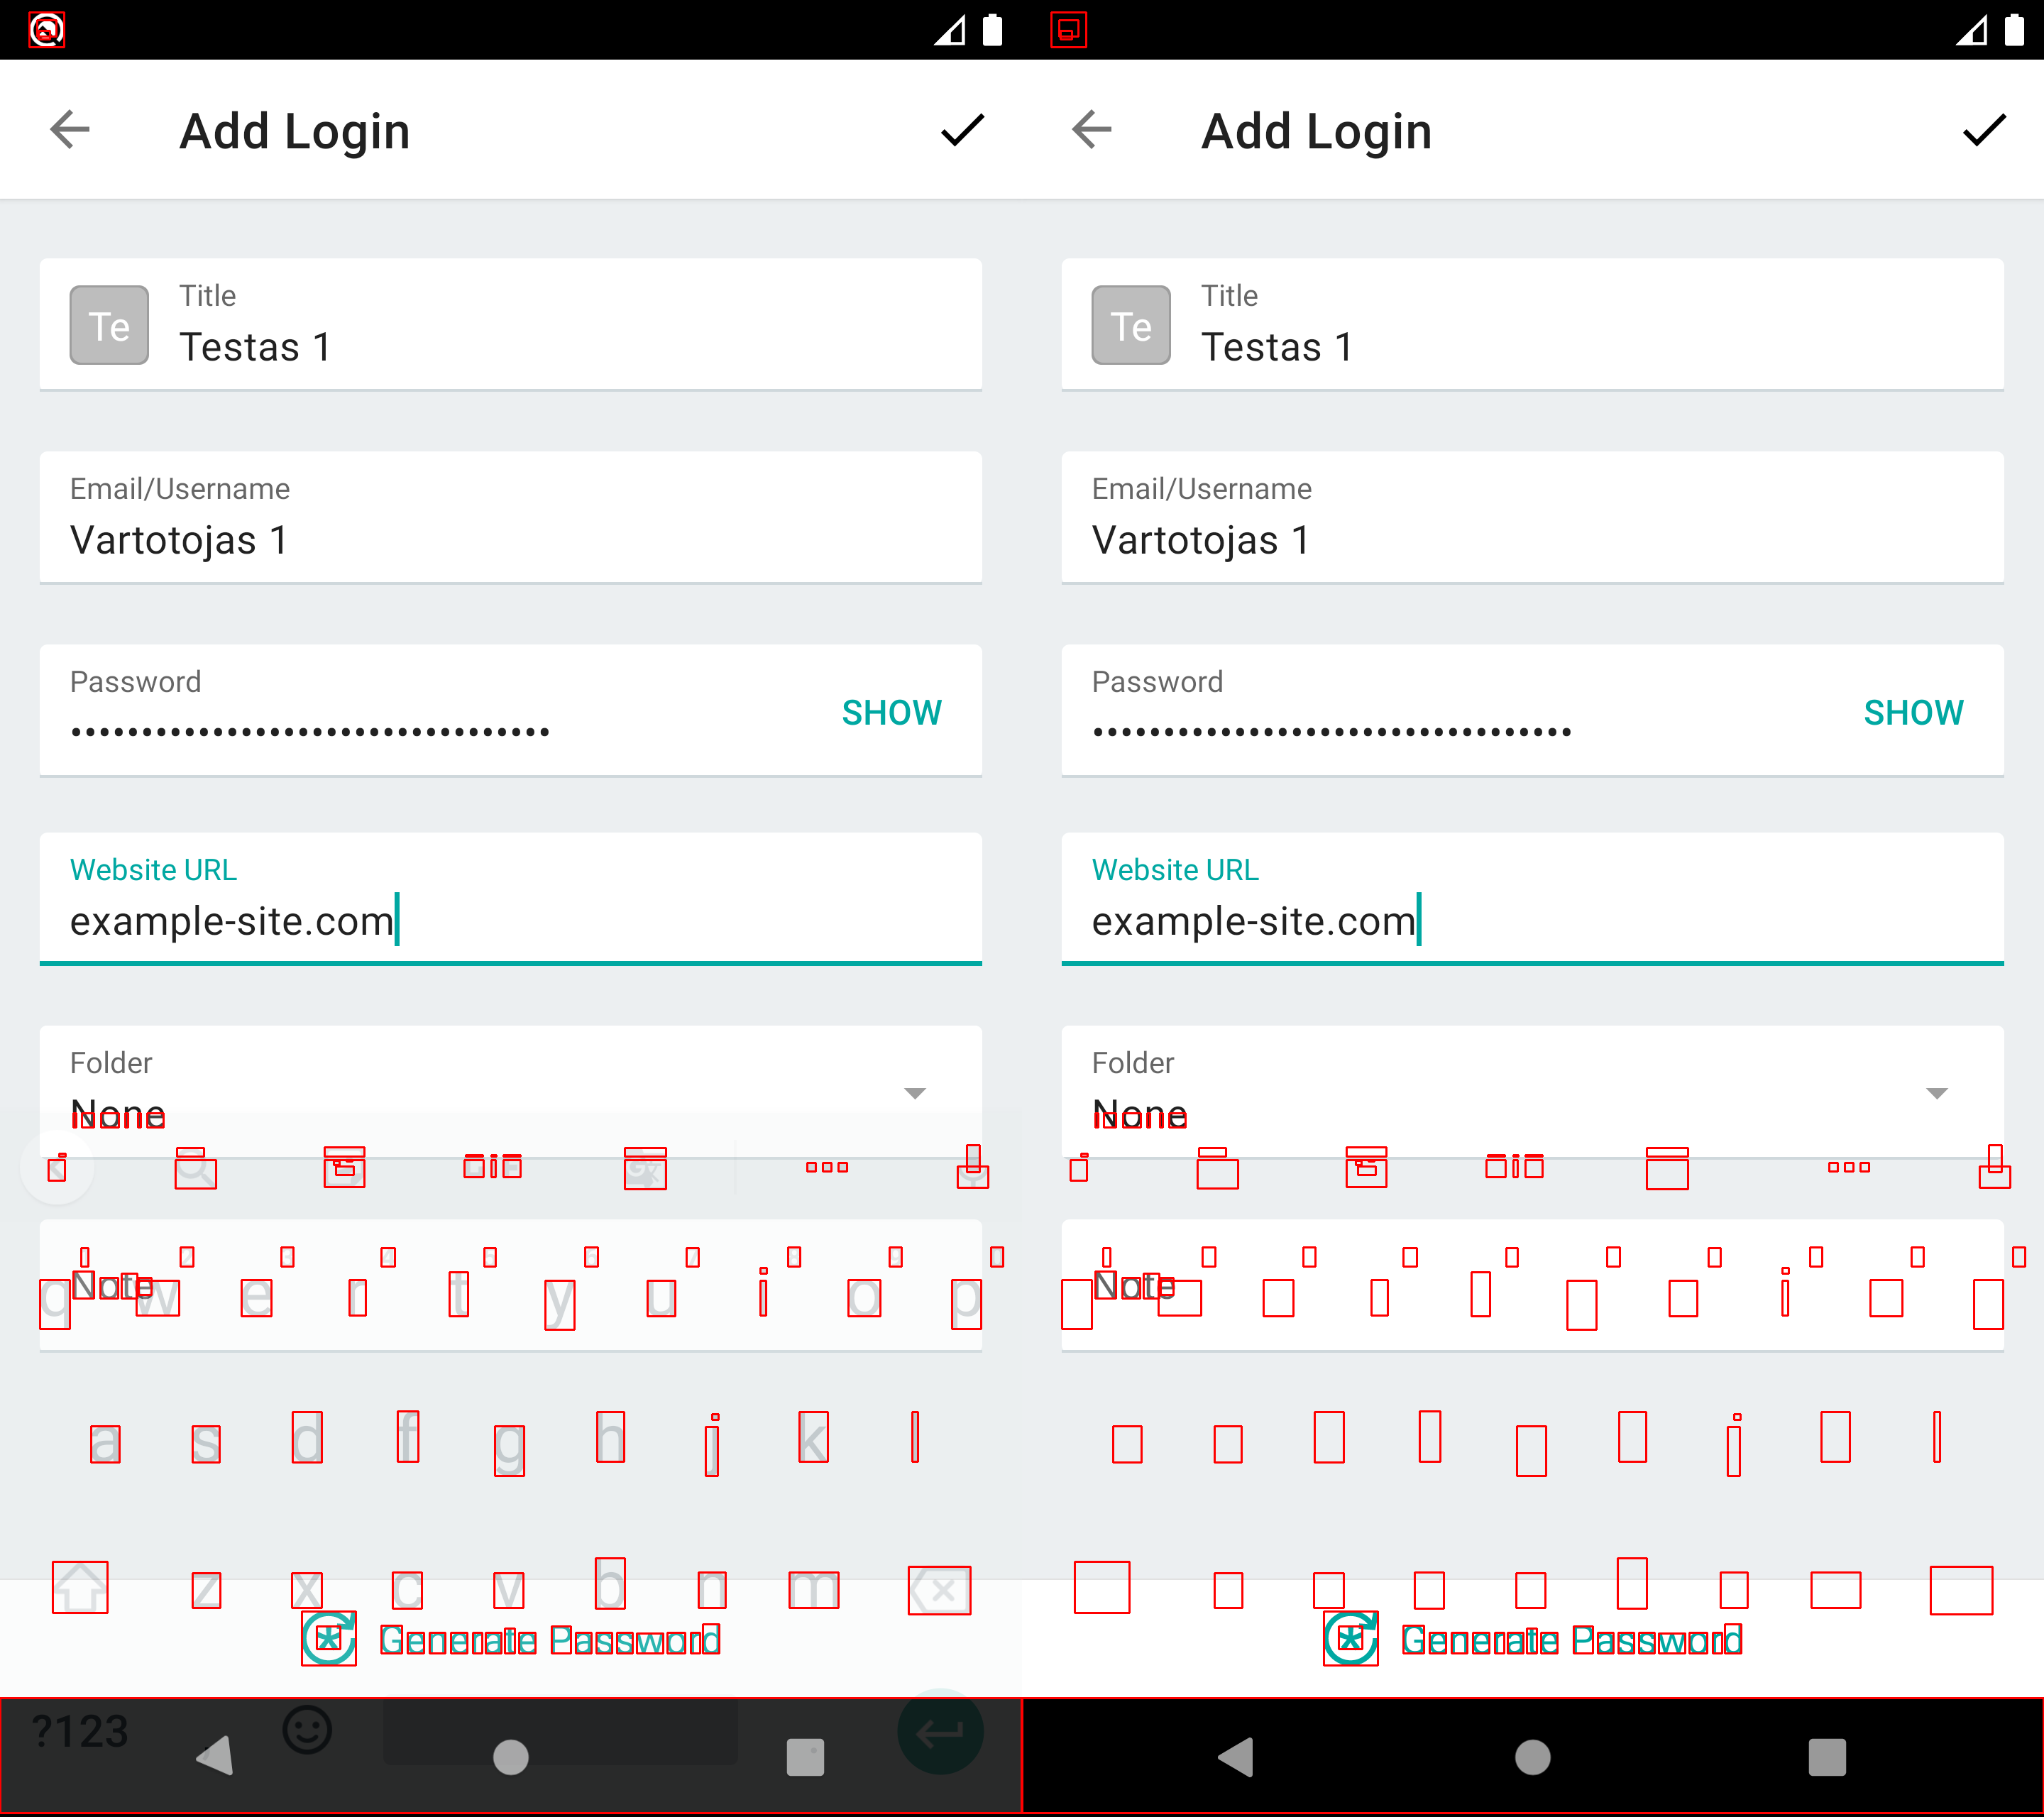 Add Login
Te
Title
Testas 1
Email/Username
Vartotojas 1
Password
••••••••••••••••••••••••••••••••••
SHOW
Website URL
example-site.com
Folder
None
GIF
Note
q w e r t y u i o p
a s d f g h j k l
z x c v b n m
Generate Password
?123
Add Login
Te
Title
Testas 1
Email/Username
Vartotojas 1
Password
••••••••••••••••••••••••••••••••••
SHOW
Website URL
example-site.com
Folder
None
Note
Generate Password